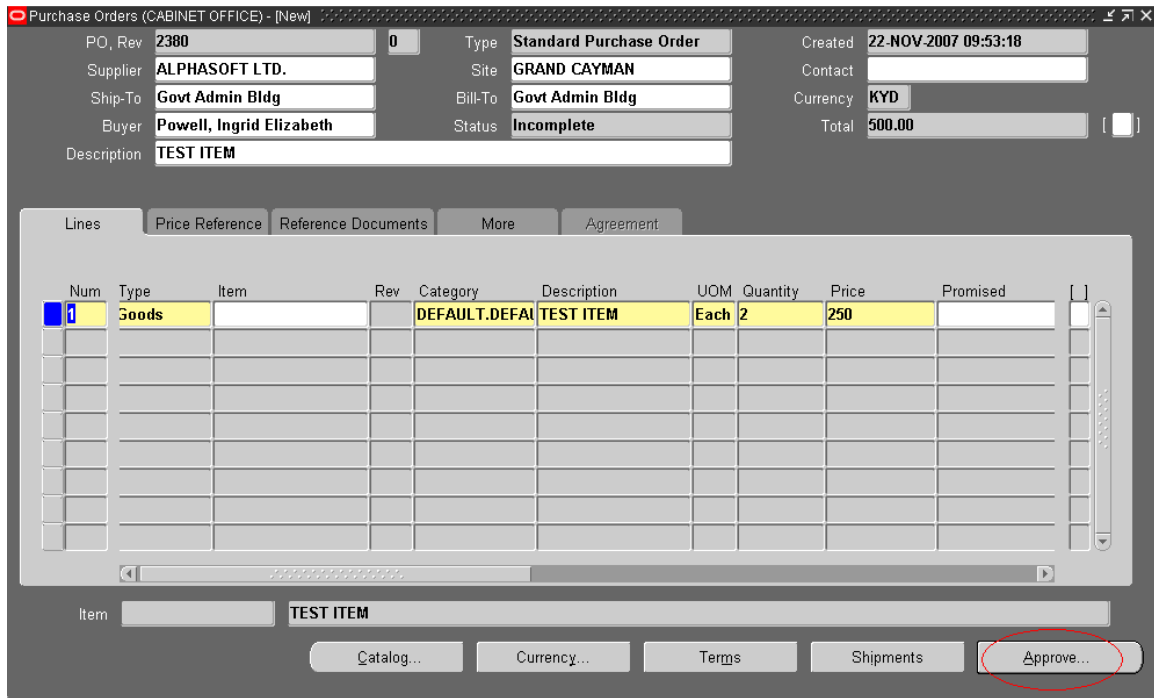 Purchase Orders (CABINET OFFICE) - [New]
PO, Rev 2380 0 Type Standard Purchase Order Created 22-NOV-2007 09:53:18
Supplier ALPHASOFT LTD. Site GRAND CAYMAN Contact
Ship-To Govt Admin Bldg Bill-To Govt Admin Bldg Currency KYD
Buyer Powell, Ingrid Elizabeth Status Incomplete Total 500.00 [ ]
Description TEST ITEM
Lines Price Reference Reference Documents More Agreement
Num Type Item Rev Category Description UOM Quantity Price Promised [ ]
1 Goods DEFAULT.DEFAU TEST ITEM Each 2 250
Item TEST ITEM
Catalog... Currency... Terms Shipments Approve...